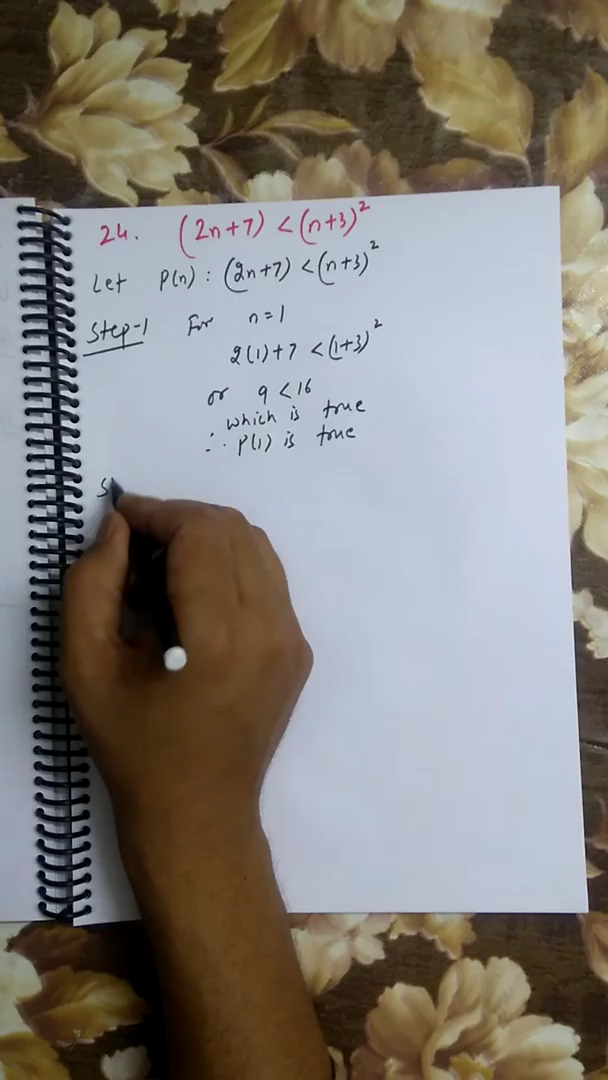 24. (2n+7) < (n+3)²
Let P(n) : (2n+7) < (n+3)²
Step-1 For n=1
2(1)+7 < (1+3)²
or 9 < 16
which is true
∴ P(1) is true
S